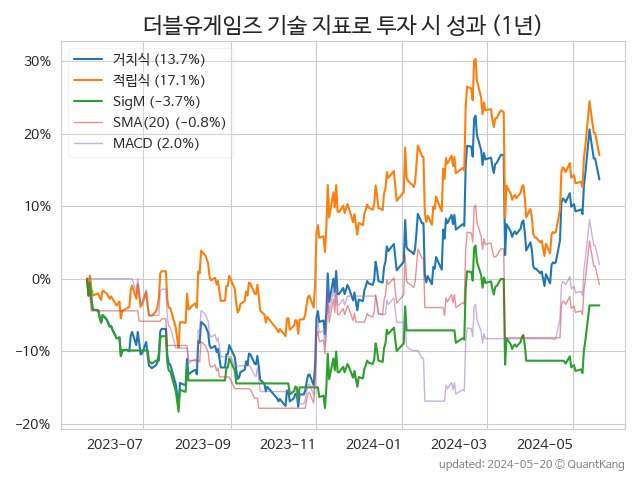 더블유게임즈 기술 지표로 투자 시 성과 (1년)
거치식 (13.7%)
적립식 (17.1%)
SigM (−3.7%)
SMA(20) (−0.8%)
MACD (2.0%)
30%
20%
10%
0%
−10%
−20%
2023−07
2023−09
2023−11
2024−01
2024−03
2024−05
updated: 2024−05−20 © QuantKang